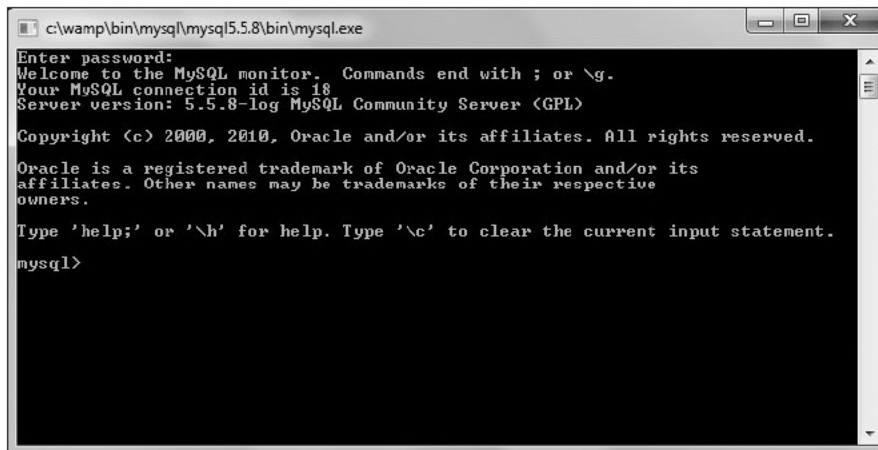 c:\wamp\bin\mysql\mysql5.5.8\bin\mysql.exe
Enter password:
Welcome to the MySQL monitor.  Commands end with ; or \g.
Your MySQL connection id is 18
Server version: 5.5.8-log MySQL Community Server (GPL)
Copyright (c) 2000, 2010, Oracle and/or its affiliates. All rights reserved.
Oracle is a registered trademark of Oracle Corporation and/or its
affiliates. Other names may be trademarks of their respective
owners.
Type 'help;' or '\h' for help. Type '\c' to clear the current input statement.
mysql>